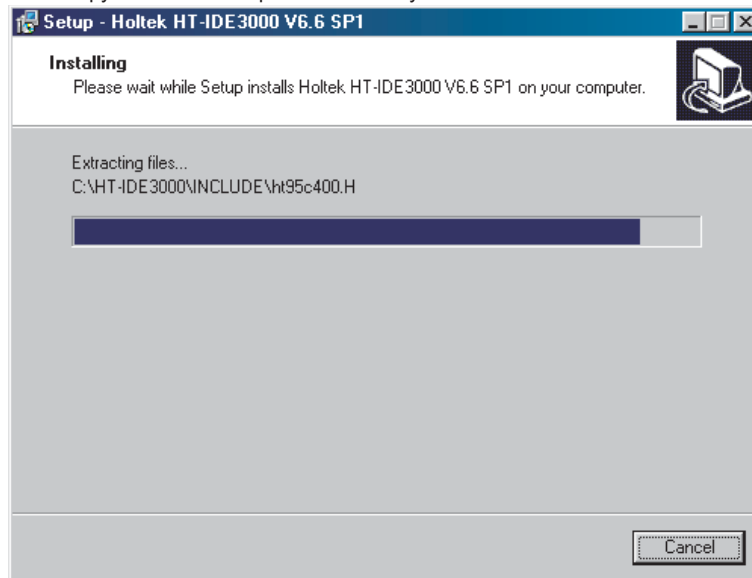 Setup - Holtek HT-IDE3000 V6.6 SP1
Installing
Please wait while Setup installs Holtek HT-IDE3000 V6.6 SP1 on your computer.
Extracting files...
C:\HT-IDE3000\INCLUDE\ht95c400.H
Cancel